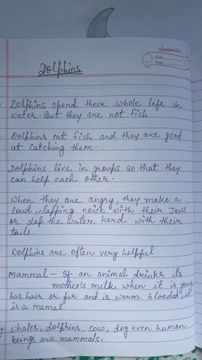 classmate
Date
Page
Dolphins
Dolphins spend their whole life in
water. But they are not fish
Dolphins eat fish and they are good
at catching them.
Dolphins live in groups so that they
can help each other.
When they are angry, they make a
loud clapping noise with their Jaws
or slap the water hard with their
tails.
Dolphins are often very helpful
Mammal - If an animal drinks its
mothers milk when it is young
has hair or fur and is warm blooded it
is a mamal
whales, dolphins, cow, dog even human
beings are mammals.